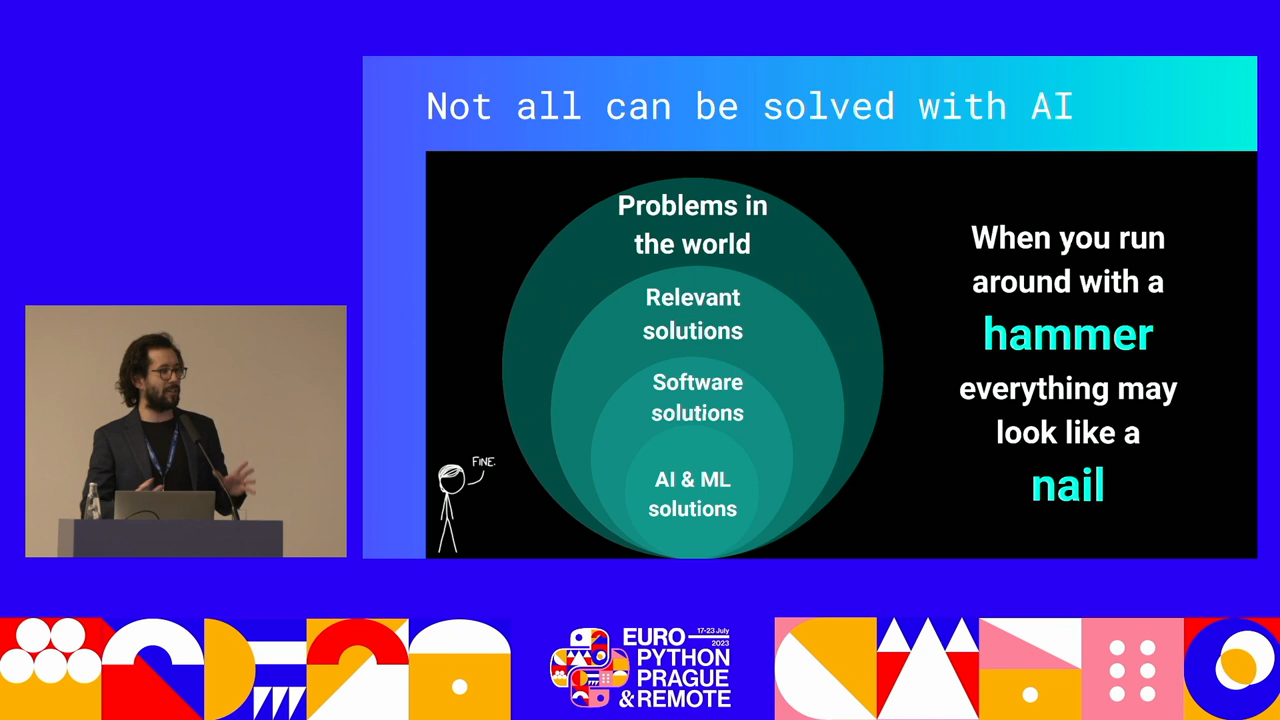 Not all can be solved with AI
Problems in
the world
Relevant
solutions
Software
solutions
AI & ML
solutions
FINE.
When you run
around with a
hammer
everything may
look like a
nail
EURO
17-23 July
2023
PYTHON
PRAGUE
& REMOTE